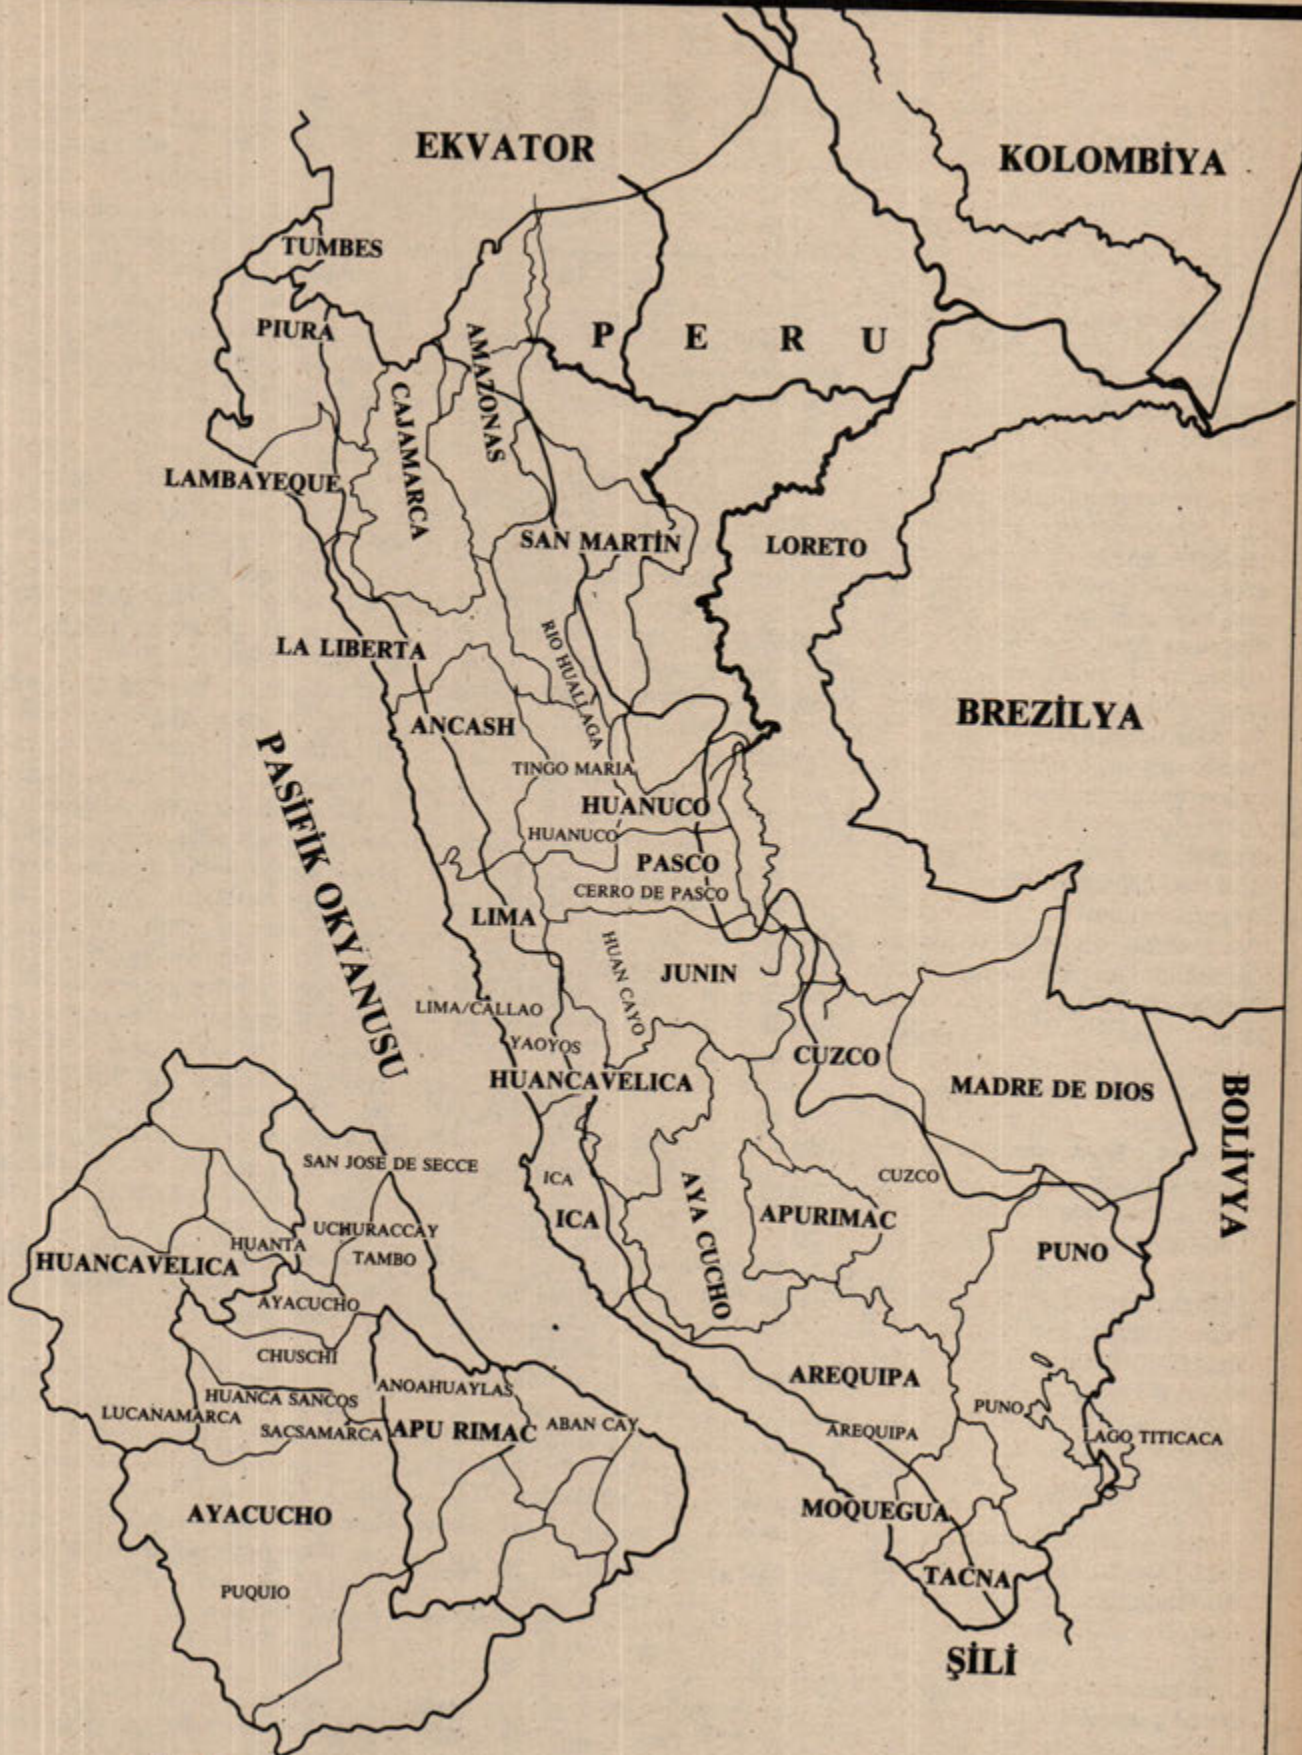 EKVATOR
KOLOMBİYA
TUMBES
PIURA
P E R U
AMAZONAS
CAJAMARCA
LAMBAYEQUE
SAN MARTİN
LORETO
RIO HUALLAGA
LA LIBERTA
BREZİLYA
ANCASH
PASİFİK OKYANUSU
TINGO MARIA
HUANUCO
HUANUCO
PASCO
CERRO DE PASCO
LIMA
HUAN CAYO
JUNIN
LIMA/CALLAO
YAOYOS
CUZCO
HUANCAVELICA
MADRE DE DIOS
BOLİVYA
SAN JOSE DE SECCE
ICA
CUZCO
AYA CUCHO
ICA
APURIMAC
UCHURACCAY
HUANTA
TAMBO
PUNO
HUANCAVELICA
AYACUCHO
CHUSCHI
AREQUIPA
ANOAHUAYLAS
HUANCA SANCOS
PUNO
LUCANAMARCA
SACSAMARCA
APU RIMAC
ABAN CAY
AREQUIPA
LAGO TITICACA
AYACUCHO
MOQUEGUA
PUQUIO
TACNA
ŞİLİ